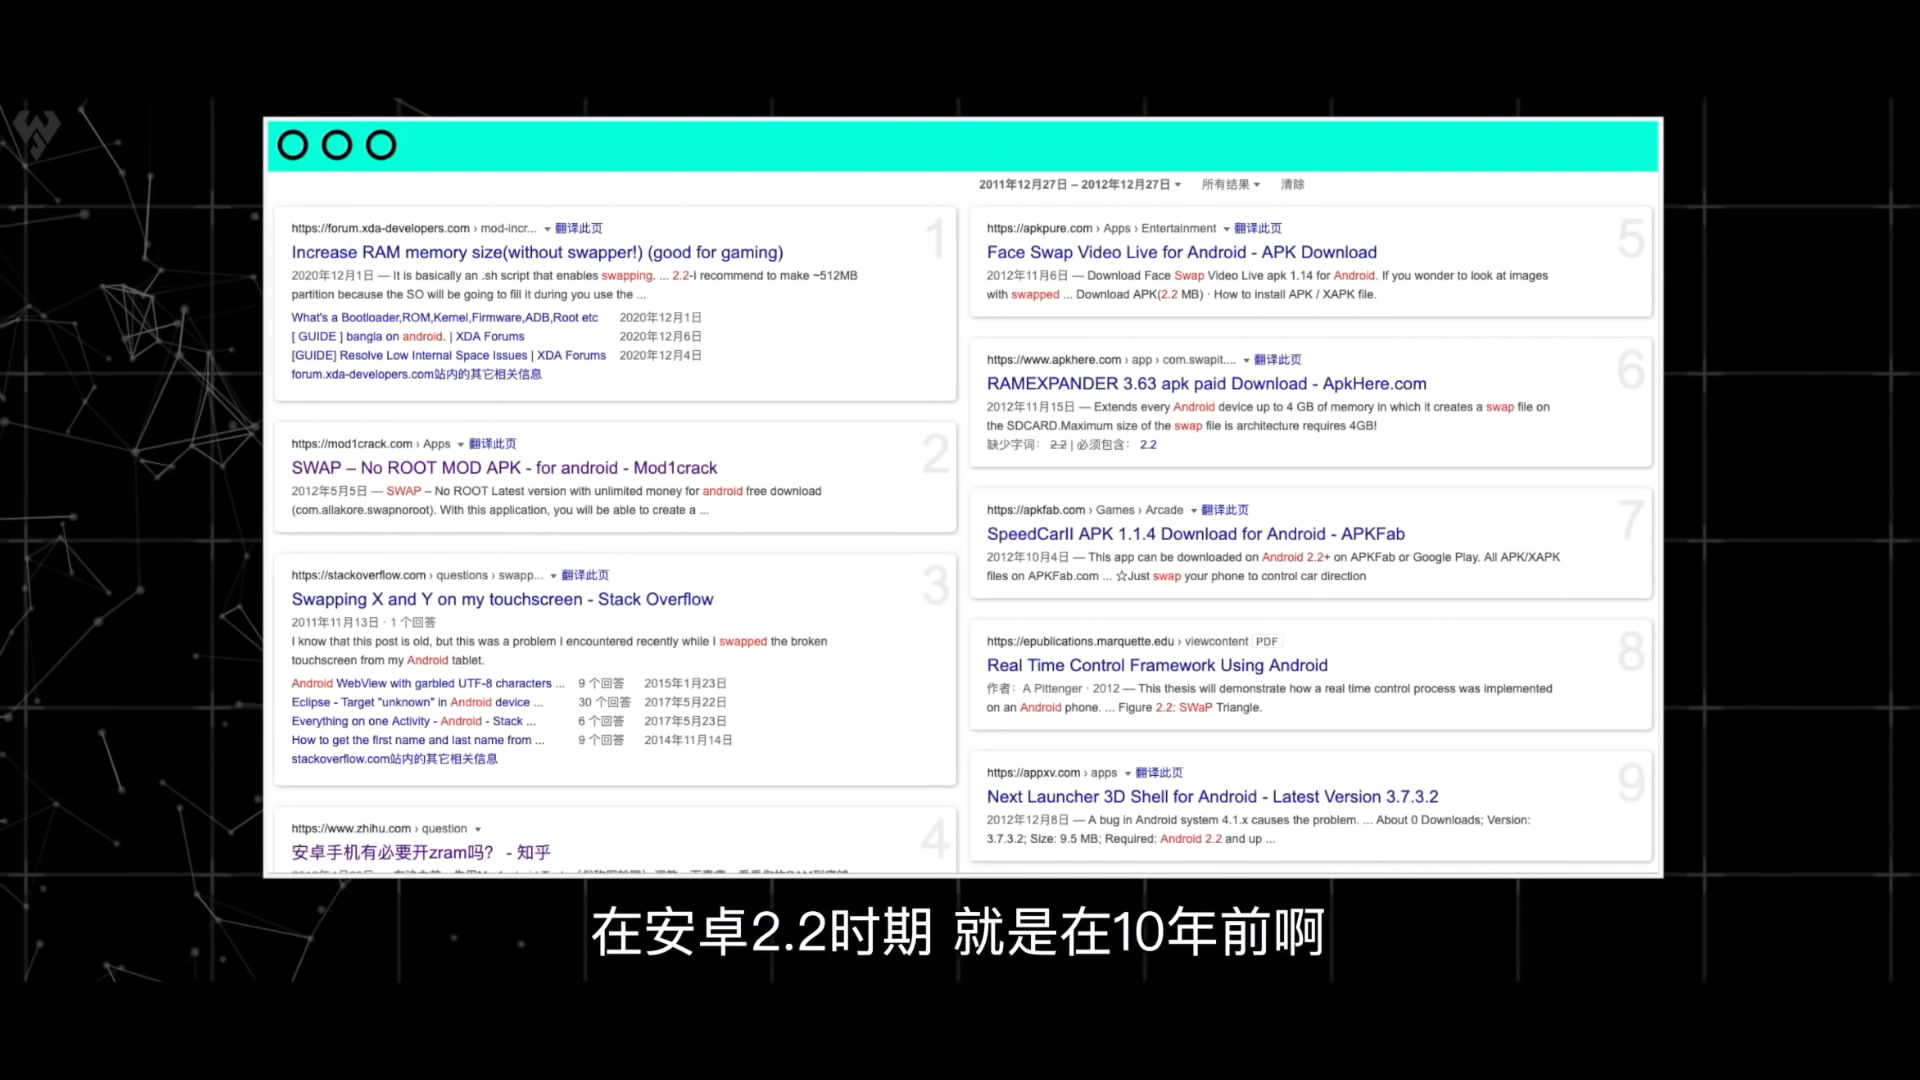 2011年12月27日 – 2012年12月27日 所有结果 清除
1
https://forum.xda-developers.com › mod-incr... 翻译此页
Increase RAM memory size(without swapper!) (good for gaming)
2020年12月1日 — It is basically an .sh script that enables swapping. ... 2.2-I recommend to make ~512MB
partition because the SO will be going to fill it during you use the ...
What's a Bootloader,ROM,Kernel,Firmware,ADB,Root etc 2020年12月1日
[ GUIDE ] bangla on android. | XDA Forums 2020年12月6日
[GUIDE] Resolve Low Internal Space Issues | XDA Forums 2020年12月4日
forum.xda-developers.com站内的其它相关信息
2
https://mod1crack.com › Apps 翻译此页
SWAP – No ROOT MOD APK - for android - Mod1crack
2012年5月5日 — SWAP – No ROOT Latest version with unlimited money for android free download
(com.allakore.swapnoroot). With this application, you will be able to create a ...
3
https://stackoverflow.com › questions › swapp... 翻译此页
Swapping X and Y on my touchscreen - Stack Overflow
2011年11月13日 · 1 个回答
I know that this post is old, but this was a problem I encountered recently while I swapped the broken
touchscreen from my Android tablet.
Android WebView with garbled UTF-8 characters ... 9 个回答 2015年1月23日
Eclipse - Target "unknown" in Android device ... 30 个回答 2017年5月22日
Everything on one Activity - Android - Stack ... 6 个回答 2017年5月23日
How to get the first name and last name from ... 9 个回答 2014年11月14日
stackoverflow.com站内的其它相关信息
4
https://www.zhihu.com › question
安卓手机有必要开zram吗？ - 知乎
5
https://apkpure.com › Apps › Entertainment 翻译此页
Face Swap Video Live for Android - APK Download
2012年11月6日 — Download Face Swap Video Live apk 1.14 for Android. If you wonder to look at images
with swapped ... Download APK(2.2 MB) · How to install APK / XAPK file.
6
https://www.apkhere.com › app › com.swapit.... 翻译此页
RAMEXPANDER 3.63 apk paid Download - ApkHere.com
2012年11月15日 — Extends every Android device up to 4 GB of memory in which it creates a swap file on
the SDCARD.Maximum size of the swap file is architecture requires 4GB!
缺少字词： 2.2 | 必须包含： 2.2
7
https://apkfab.com › Games › Arcade 翻译此页
SpeedCarII APK 1.1.4 Download for Android - APKFab
2012年10月4日 — This app can be downloaded on Android 2.2+ on APKFab or Google Play. All APK/XAPK
files on APKFab.com ... ☆Just swap your phone to control car direction
8
https://epublications.marquette.edu › viewcontent PDF
Real Time Control Framework Using Android
作者：A Pittenger · 2012 — This thesis will demonstrate how a real time control process was implemented
on an Android phone. ... Figure 2.2: SWaP Triangle.
9
https://appxv.com › apps 翻译此页
Next Launcher 3D Shell for Android - Latest Version 3.7.3.2
2012年12月8日 — A bug in Android system 4.1.x causes the problem. ... About 0 Downloads; Version:
3.7.3.2; Size: 9.5 MB; Required: Android 2.2 and up ...
在安卓2.2时期 就是在10年前啊